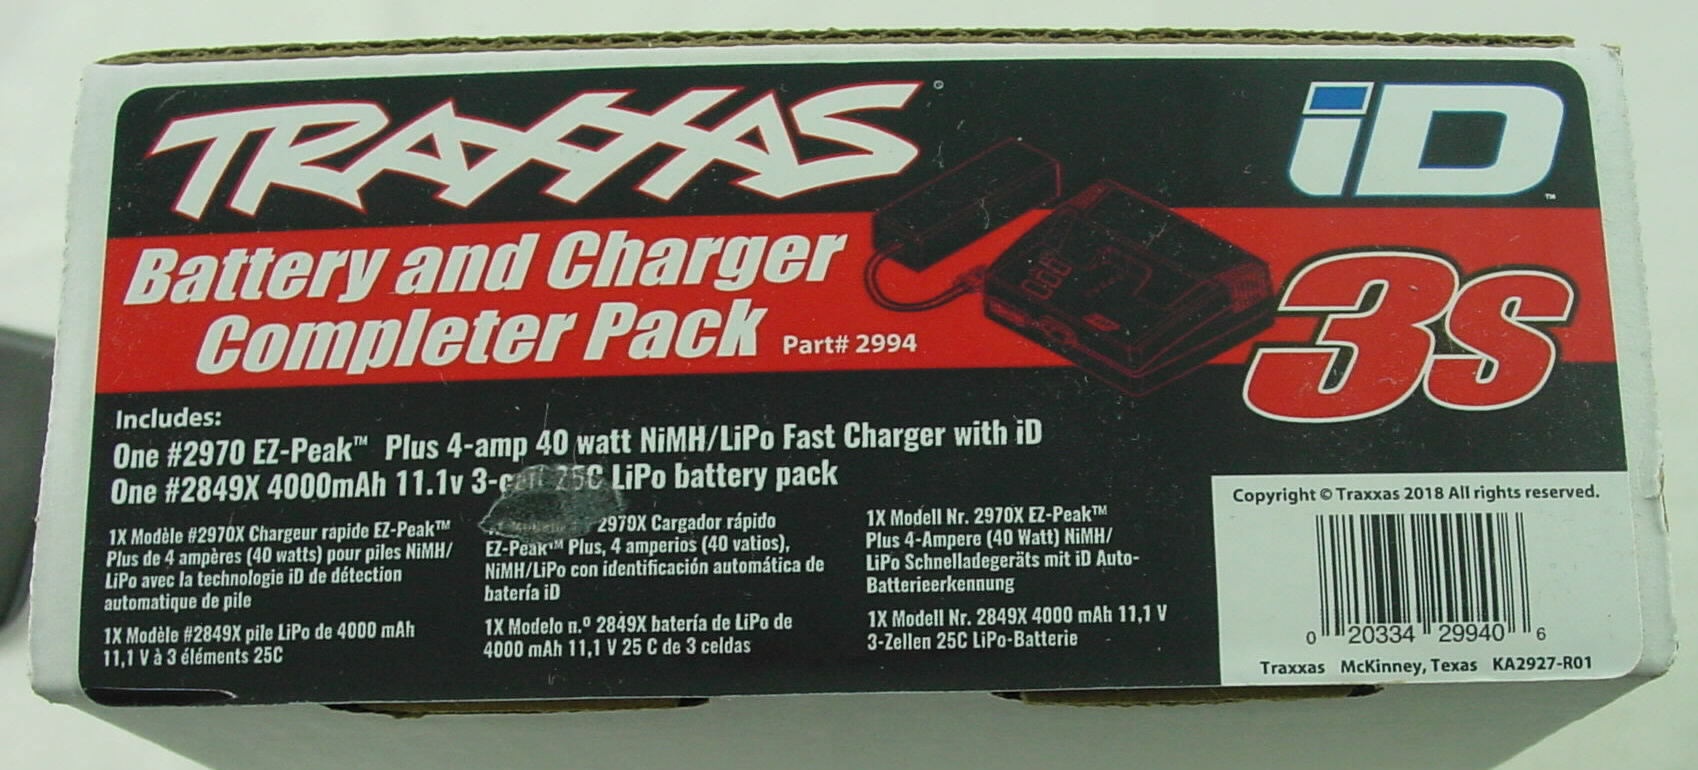 TRAXXAS®
iD™
Battery and Charger
Completer Pack Part# 2994
3s
Includes:
One #2970 EZ-Peak™ Plus 4-amp 40 watt NiMH/LiPo Fast Charger with iD
One #2849X 4000mAh 11.1v 3-cell 25C LiPo battery pack
1X Modèle #2970X Chargeur rapide EZ-Peak™
Plus de 4 ampères (40 watts) pour piles NiMH/
LiPo avec la technologie iD de détection
automatique de pile
1X Modèle #2849X pile LiPo de 4000 mAh
11,1 V à 3 éléments 25C
2970X Cargador rápido
EZ-Peak™ Plus, 4 amperios (40 vatios),
NiMH/LiPo con identificación automática de
batería iD
1X Modelo n.º 2849X batería de LiPo de
4000 mAh 11,1 V 25 C de 3 celdas
1X Modell Nr. 2970X EZ-Peak™
Plus 4-Ampere (40 Watt) NiMH/
LiPo Schnelladegeräts mit iD Auto-
Batterieerkennung
1X Modell Nr. 2849X 4000 mAh 11,1 V
3-Zellen 25C LiPo-Batterie
Copyright © Traxxas 2018 All rights reserved.
0 20334 29940 6
Traxxas McKinney, Texas KA2927-R01